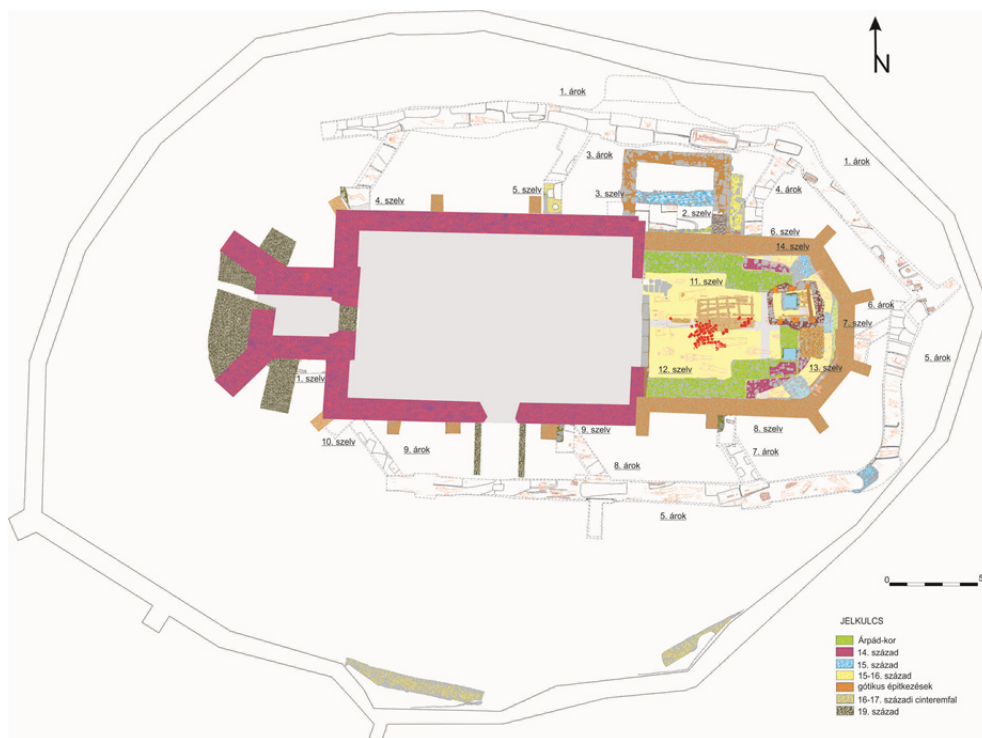 N
1. árok
3. árok
1. árok
4. árok
5. szelv
3. szelv
4. szelv
2. szelv
6. szelv
14. szelv
11. szelv
6. árok
7. szelv
5. árok
12. szelv
13. szelv
1. szelv
9. szelv
8. szelv
10. szelv
9. árok
8. árok
7. árok
5. árok
0
5
JELKULCS
Árpád-kor
14. század
15. század
15-16. század
gótikus építkezések
16-17. századi cinteremfal
19. század